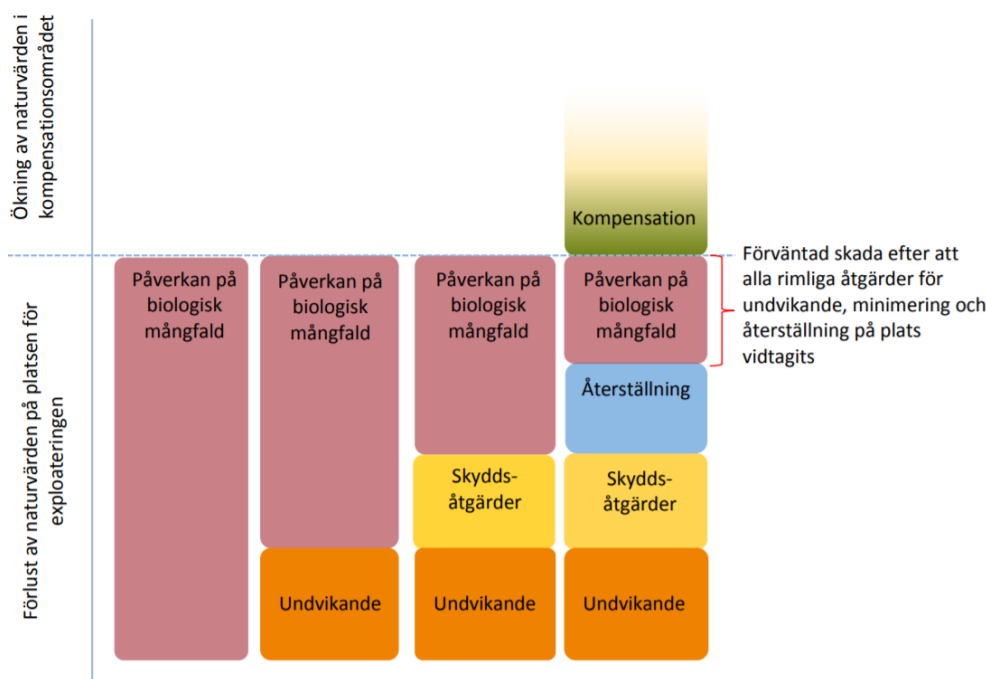 Ökning av naturvärden i
kompensationsområdet
Kompensation
Förlust av naturvärden på platsen för
exploateringen
Påverkan på
biologisk
mångfald
Påverkan på
biologisk
mångfald
Undvikande
Påverkan på
biologisk
mångfald
Skydds-
åtgärder
Undvikande
Påverkan på
biologisk
mångfald
Återställning
Skydds-
åtgärder
Undvikande
Förväntad skada efter att
alla rimliga åtgärder för
undvikande, minimering och
återställning på plats
vidtagits